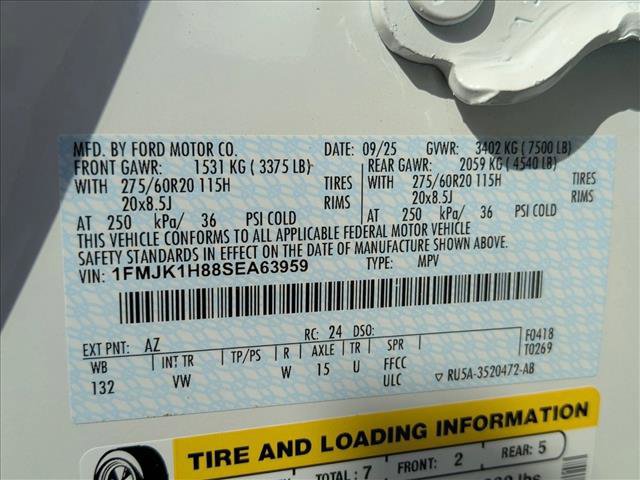 MFD. BY FORD MOTOR CO. DATE: 09/25 GVWR: 3402 KG (7500 LB)
FRONT GAWR: 1531 KG (3375 LB) REAR GAWR: 2059 KG (4540 LB)
WITH 275/60R20 115H TIRES WITH 275/60R20 115H TIRES
20x8.5J RIMS 20x8.5J RIMS
AT 250 kPa/ 36 PSI COLD AT 250 kPa/ 36 PSI COLD
THIS VEHICLE CONFORMS TO ALL APPLICABLE FEDERAL MOTOR VEHICLE
SAFETY STANDARDS IN EFFECT ON THE DATE OF MANUFACTURE SHOWN ABOVE.
VIN: 1FMJK1H88SEA63959 TYPE: MPV
EXT PNT: AZ RC: 24 DSO: F0418
WB INT TR TP/PS R AXLE TR SPR T0269
132 VW W 15 U FFCC
ULC ▽ RU5A-3520472-AB
TIRE AND LOADING INFORMATION
TOTAL: 7 FRONT: 2 REAR: 5
lbs